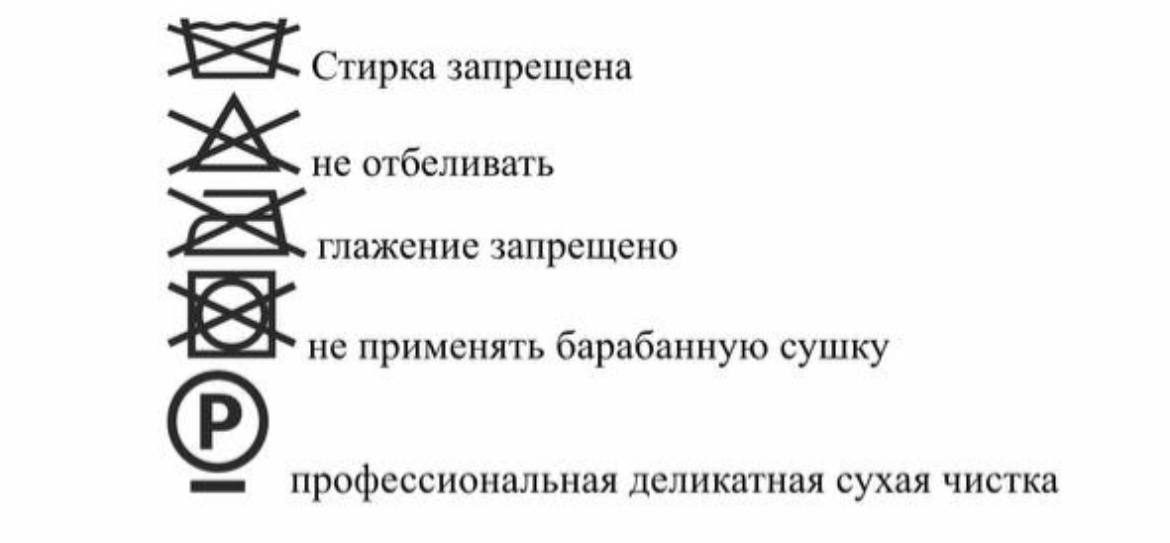 Стирка запрещена
не отбеливать
глажение запрещено
не применять барабанную сушку
P
профессиональная деликатная сухая чистка